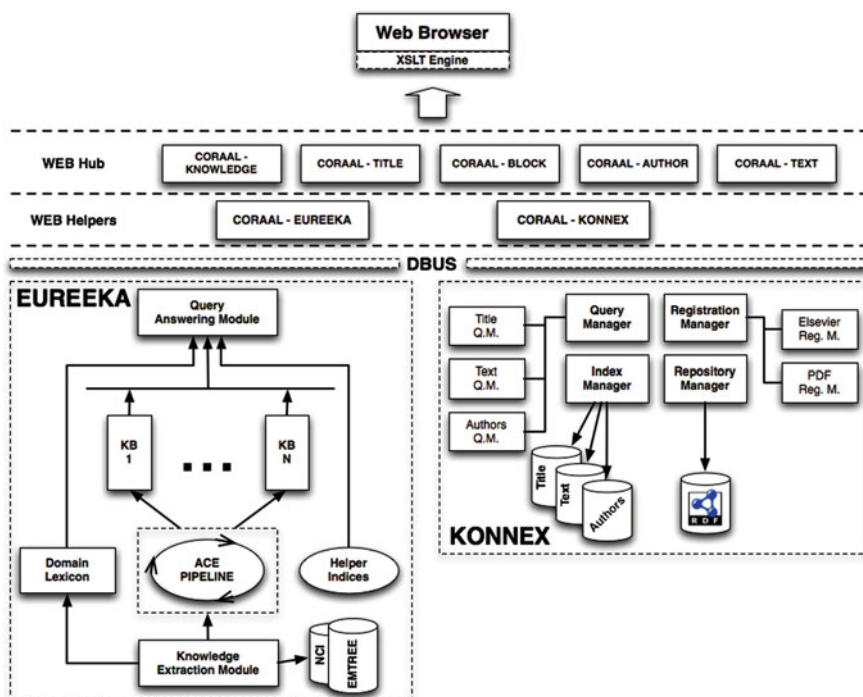 Web Browser
XSLT Engine
WEB Hub
CORAAL -
KNOWLEDGE
CORAAL - TITLE
CORAAL - BLOCK
CORAAL - AUTHOR
CORAAL - TEXT
WEB Helpers
CORAAL - EUREEKA
CORAAL - KONNEX
DBUS
EUREEKA
Query
Answering Module
KB
1
KB
N
Domain
Lexicon
ACE
PIPELINE
Helper
Indices
Knowledge
Extraction Module
NCI
EMTREE
Title
Q.M.
Text
Q.M.
Authors
Q.M.
Query
Manager
Index
Manager
Registration
Manager
Repository
Manager
Elsevier
Reg. M.
PDF
Reg. M.
Title
Text
Authors
RDF
KONNEX